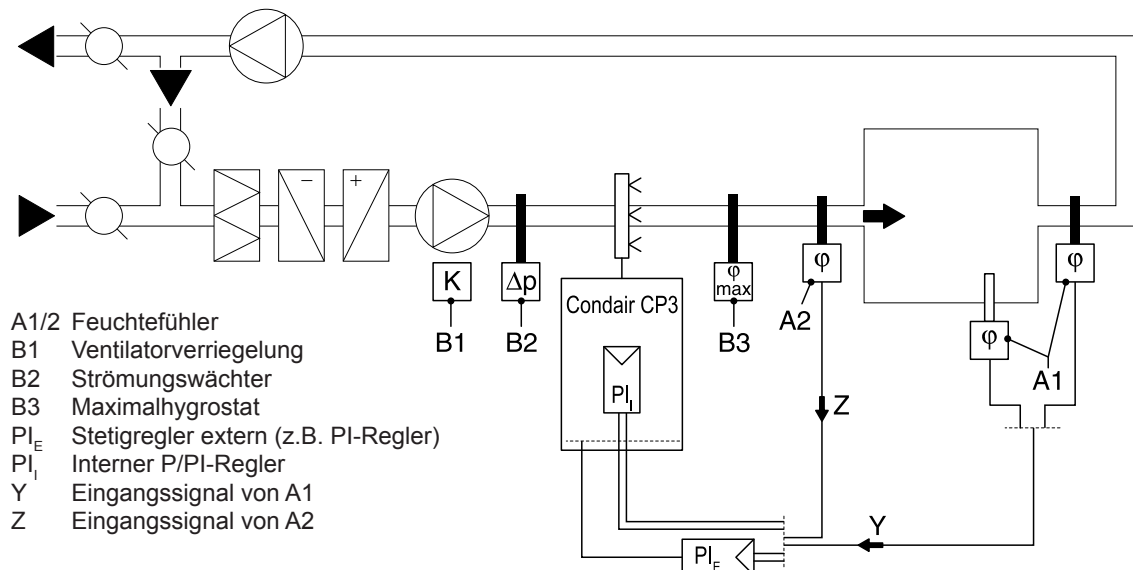 − +
K Δp φ max φ φ
Condair CP3
B1 B2 B3 A2 φ A1
PI_I
Z
A1/2 Feuchtefühler
B1 Ventilatorverriegelung
B2 Strömungswächter
B3 Maximalhygrostat
PI_E Stetigregler extern (z.B. PI-Regler)
PI_I Interner P/PI-Regler
Y Eingangssignal von A1
Z Eingangssignal von A2
Y
PI_E